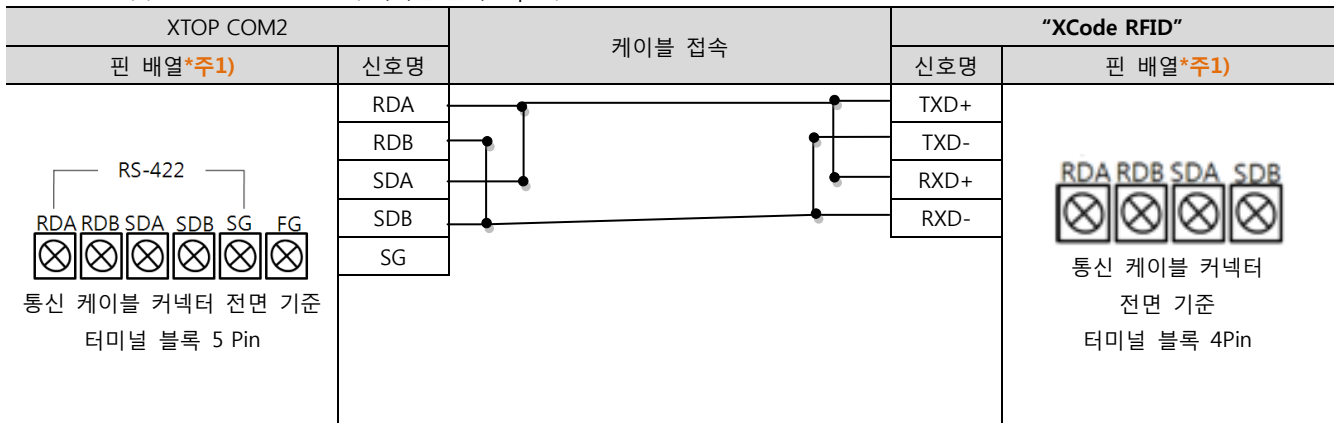 XTOP COM2
케이블 접속
“XCode RFID”
핀 배열*주1)
신호명
신호명
핀 배열*주1)
RDA
TXD+
RDB
TXD-
SDA
RXD+
SDB
RXD-
SG
RS-422
RDA RDB SDA SDB SG FG
통신 케이블 커넥터 전면 기준
터미널 블록 5 Pin
RDA RDB SDA SDB
통신 케이블 커넥터
전면 기준
터미널 블록 4Pin